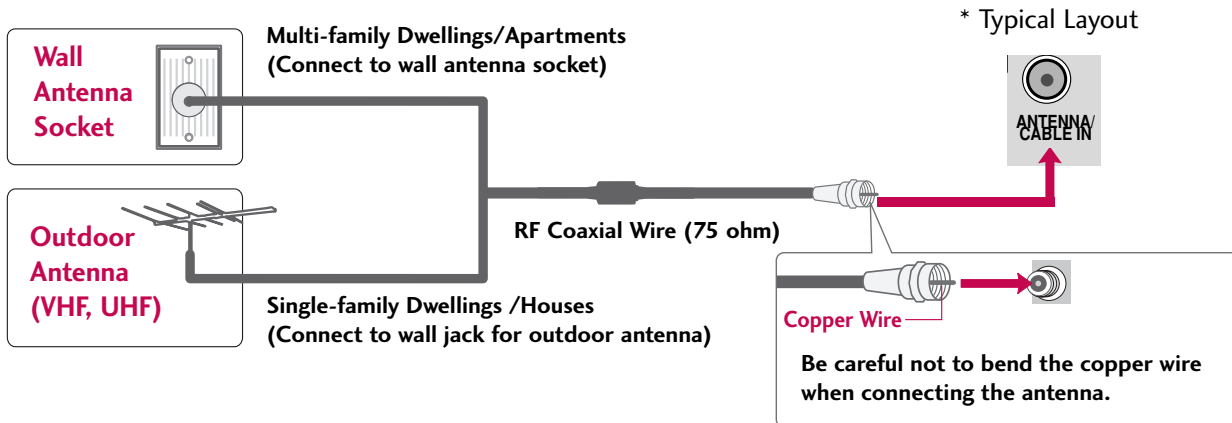 * Typical Layout
Wall
Antenna
Socket
Multi-family Dwellings/Apartments
(Connect to wall antenna socket)
ANTENNA/
CABLE IN
RF Coaxial Wire (75 ohm)
Outdoor
Antenna
(VHF, UHF)
Single-family Dwellings /Houses
(Connect to wall jack for outdoor antenna)
Copper Wire
Be careful not to bend the copper wire
when connecting the antenna.